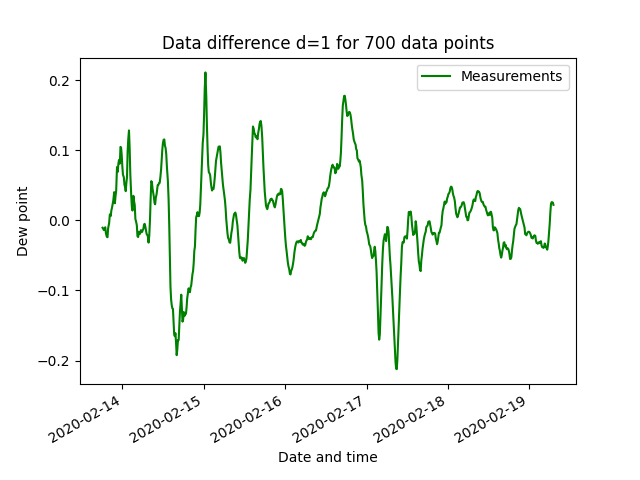 Data difference d=1 for 700 data points
Measurements
0.2
0.1
0.0
−0.1
−0.2
Dew point
2020-02-14
2020-02-15
2020-02-16
2020-02-17
2020-02-18
2020-02-19
Date and time